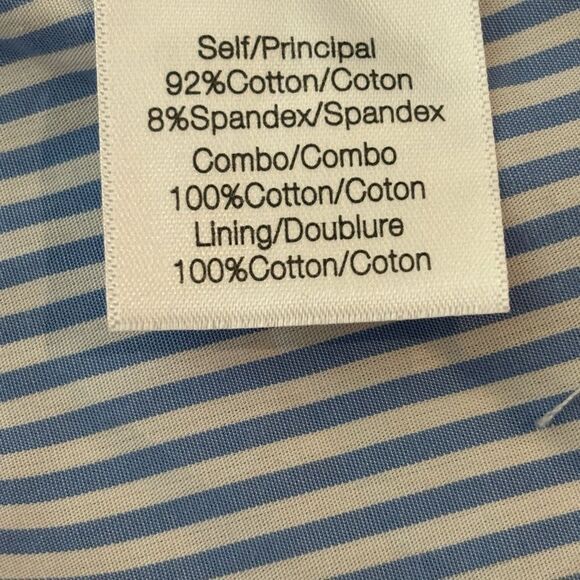 Self/Principal
92%Cotton/Coton
8%Spandex/Spandex
Combo/Combo
100%Cotton/Coton
Lining/Doublure
100%Cotton/Coton